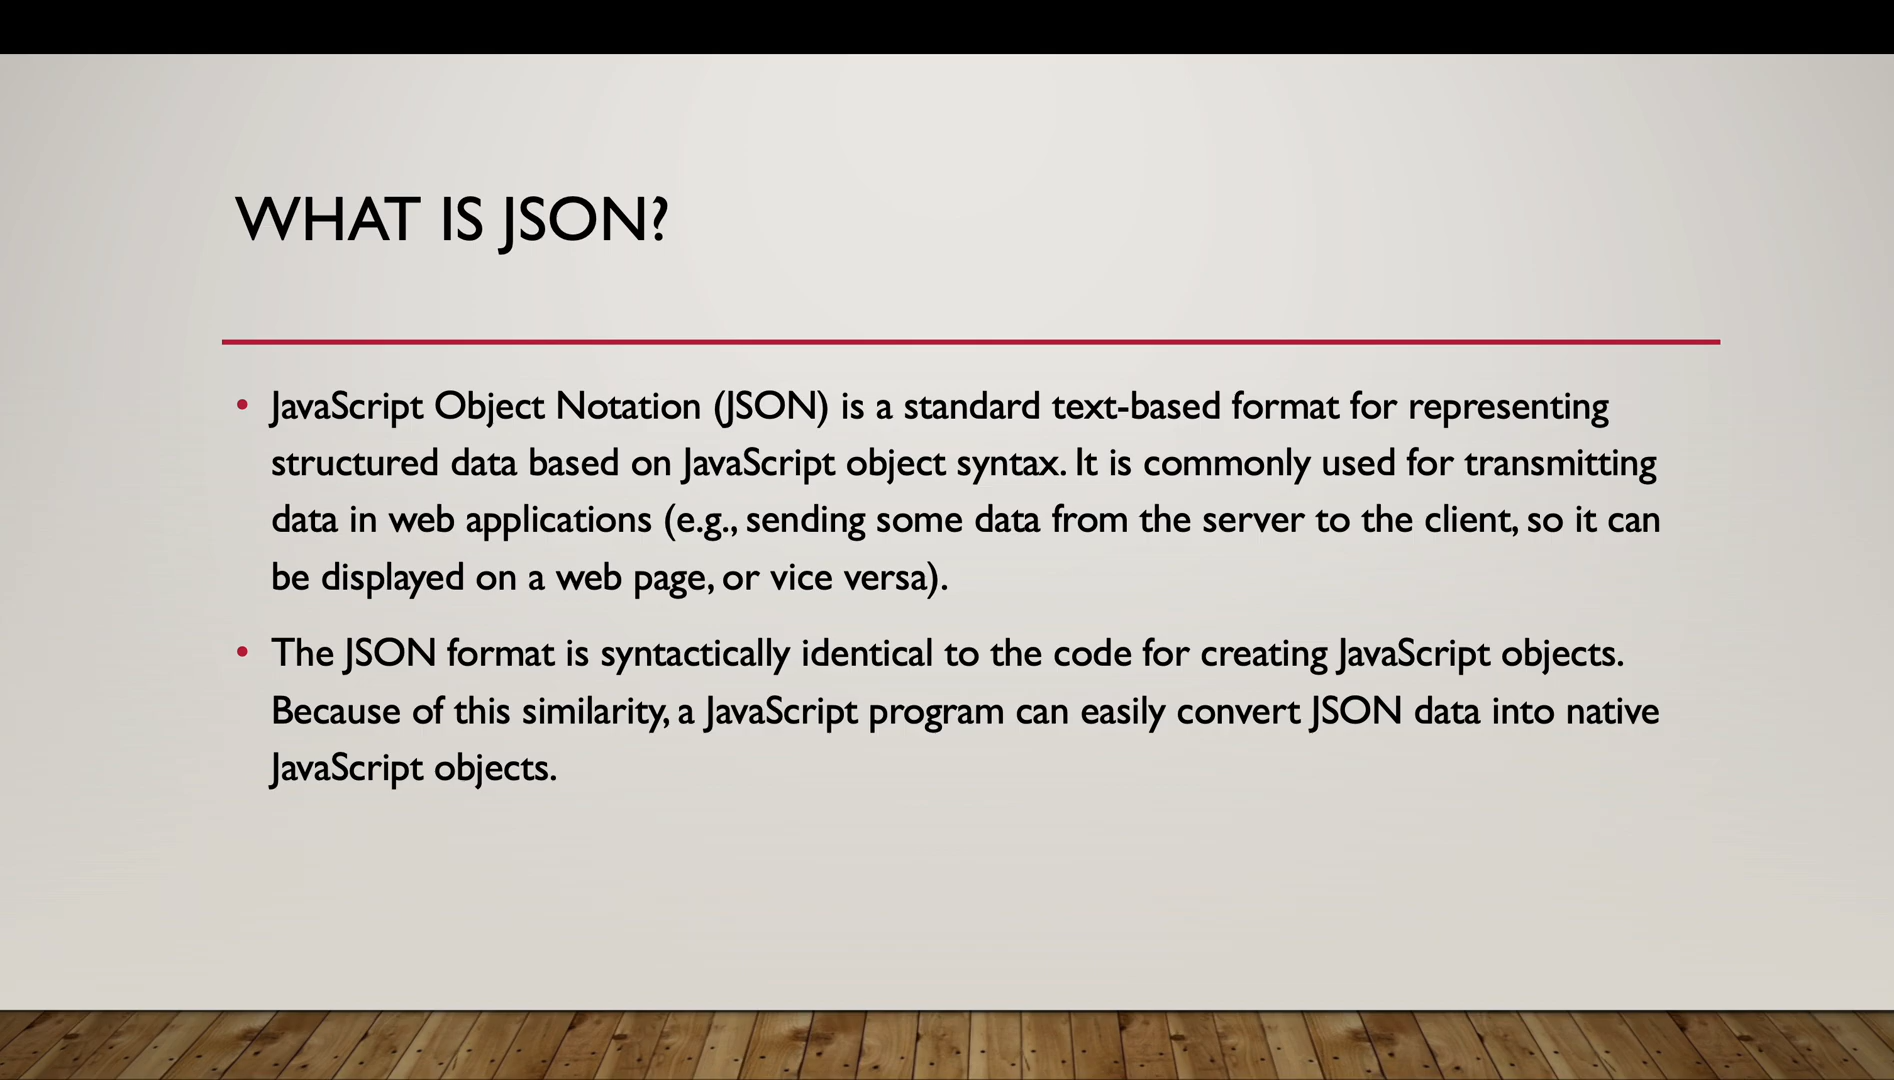 WHAT IS JSON?
• JavaScript Object Notation (JSON) is a standard text-based format for representing
structured data based on JavaScript object syntax. It is commonly used for transmitting
data in web applications (e.g., sending some data from the server to the client, so it can
be displayed on a web page, or vice versa).
• The JSON format is syntactically identical to the code for creating JavaScript objects.
Because of this similarity, a JavaScript program can easily convert JSON data into native
JavaScript objects.